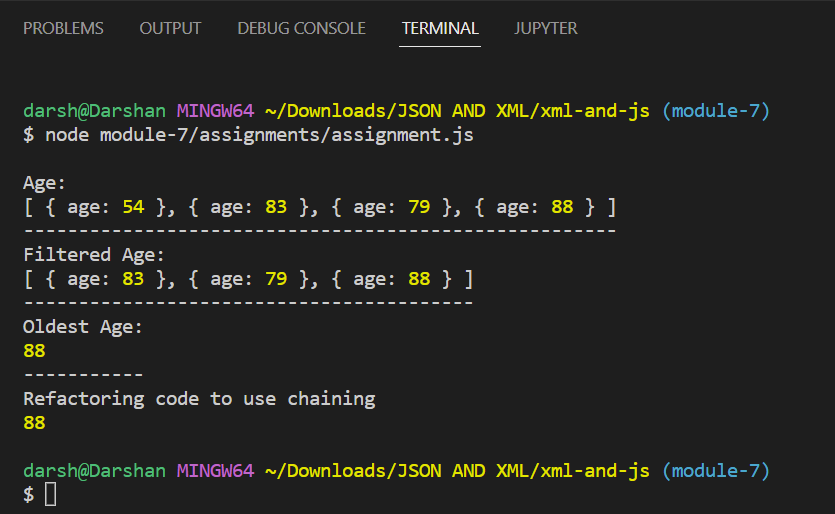 PROBLEMS OUTPUT DEBUG CONSOLE TERMINAL JUPYTER
darsh@Darshan MINGW64 ~/Downloads/JSON AND XML/xml-and-js (module-7)
$ node module-7/assignments/assignment.js
Age:
[ { age: 54 }, { age: 83 }, { age: 79 }, { age: 88 } ]
------------------------------------------------------
Filtered Age:
[ { age: 83 }, { age: 79 }, { age: 88 } ]
-----------------------------------------
Oldest Age:
88
-----------
Refactoring code to use chaining
88
darsh@Darshan MINGW64 ~/Downloads/JSON AND XML/xml-and-js (module-7)
$